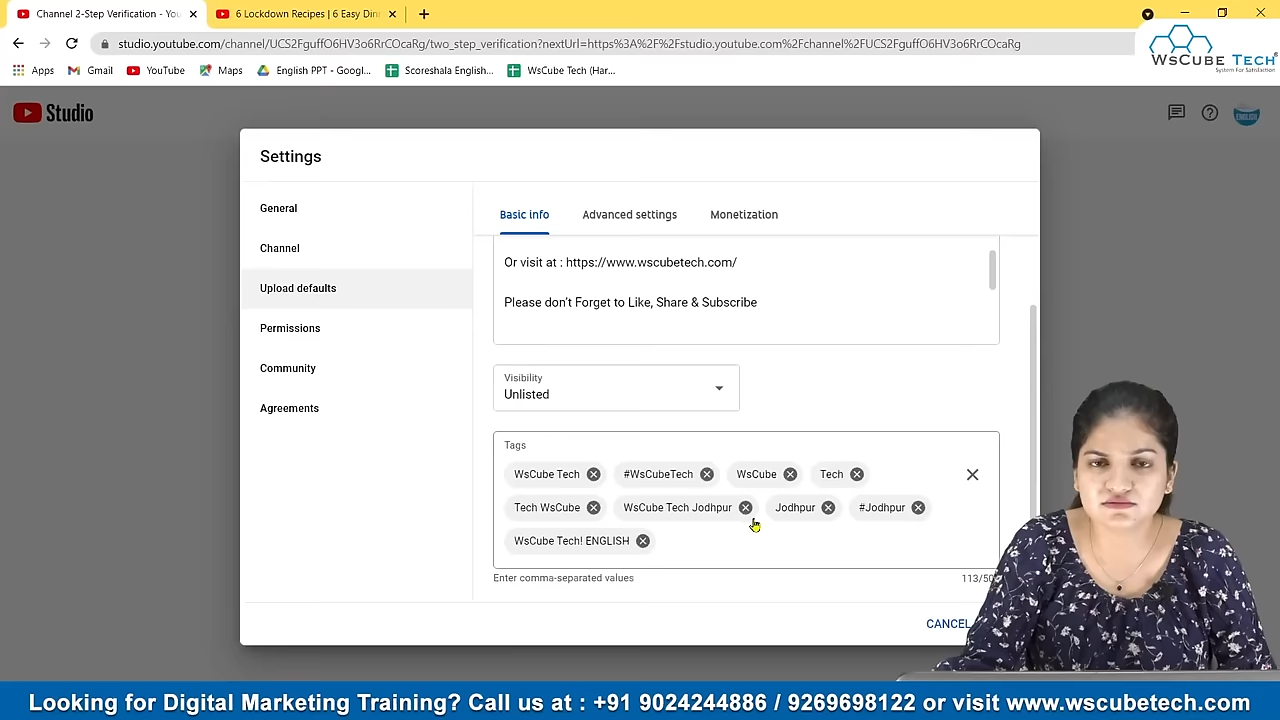 Channel 2-Step Verification - You
6 Lockdown Recipes | 6 Easy Din
studio.youtube.com/channel/UCS2FguffO6HV3o6RrCOcaRg/two_step_verification?nextUrl=https%3A%2F%2Fstudio.youtube.com%2Fchannel%2FUCS2FguffO6HV3o6RrCOcaRg
Apps Gmail YouTube Maps English PPT - Googl... Scoreshala English... WsCube Tech (Har...
WSCUBE TECH®
System For Satisfaction
Studio
ENGLISH
Settings
General
Channel
Upload defaults
Permissions
Community
Agreements
Basic info Advanced settings Monetization
Or visit at : https://www.wscubetech.com/
Please don't Forget to Like, Share & Subscribe
Visibility
Unlisted
Tags
WsCube Tech #WsCubeTech WsCube Tech
Tech WsCube WsCube Tech Jodhpur Jodhpur #Jodhpur
WsCube Tech! ENGLISH
Enter comma-separated values 113/50
CANCEL
Looking for Digital Marketing Training? Call us at : +91 9024244886 / 9269698122 or visit www.wscubetech.com